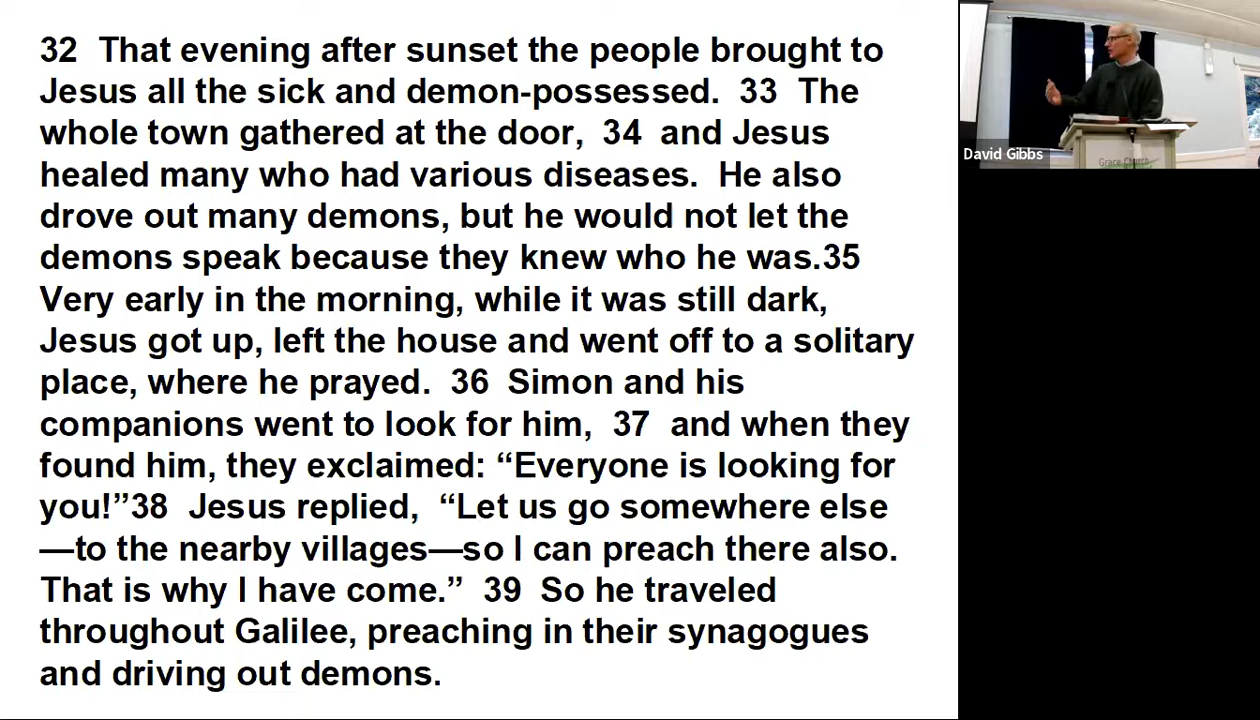 32 That evening after sunset the people brought to
Jesus all the sick and demon-possessed. 33 The
whole town gathered at the door, 34 and Jesus
healed many who had various diseases. He also
drove out many demons, but he would not let the
demons speak because they knew who he was.35
Very early in the morning, while it was still dark,
Jesus got up, left the house and went off to a solitary
place, where he prayed. 36 Simon and his
companions went to look for him, 37 and when they
found him, they exclaimed: “Everyone is looking for
you!”38 Jesus replied, “Let us go somewhere else
—to the nearby villages—so I can preach there also.
That is why I have come.” 39 So he traveled
throughout Galilee, preaching in their synagogues
and driving out demons.
David Gibbs
Grace Church